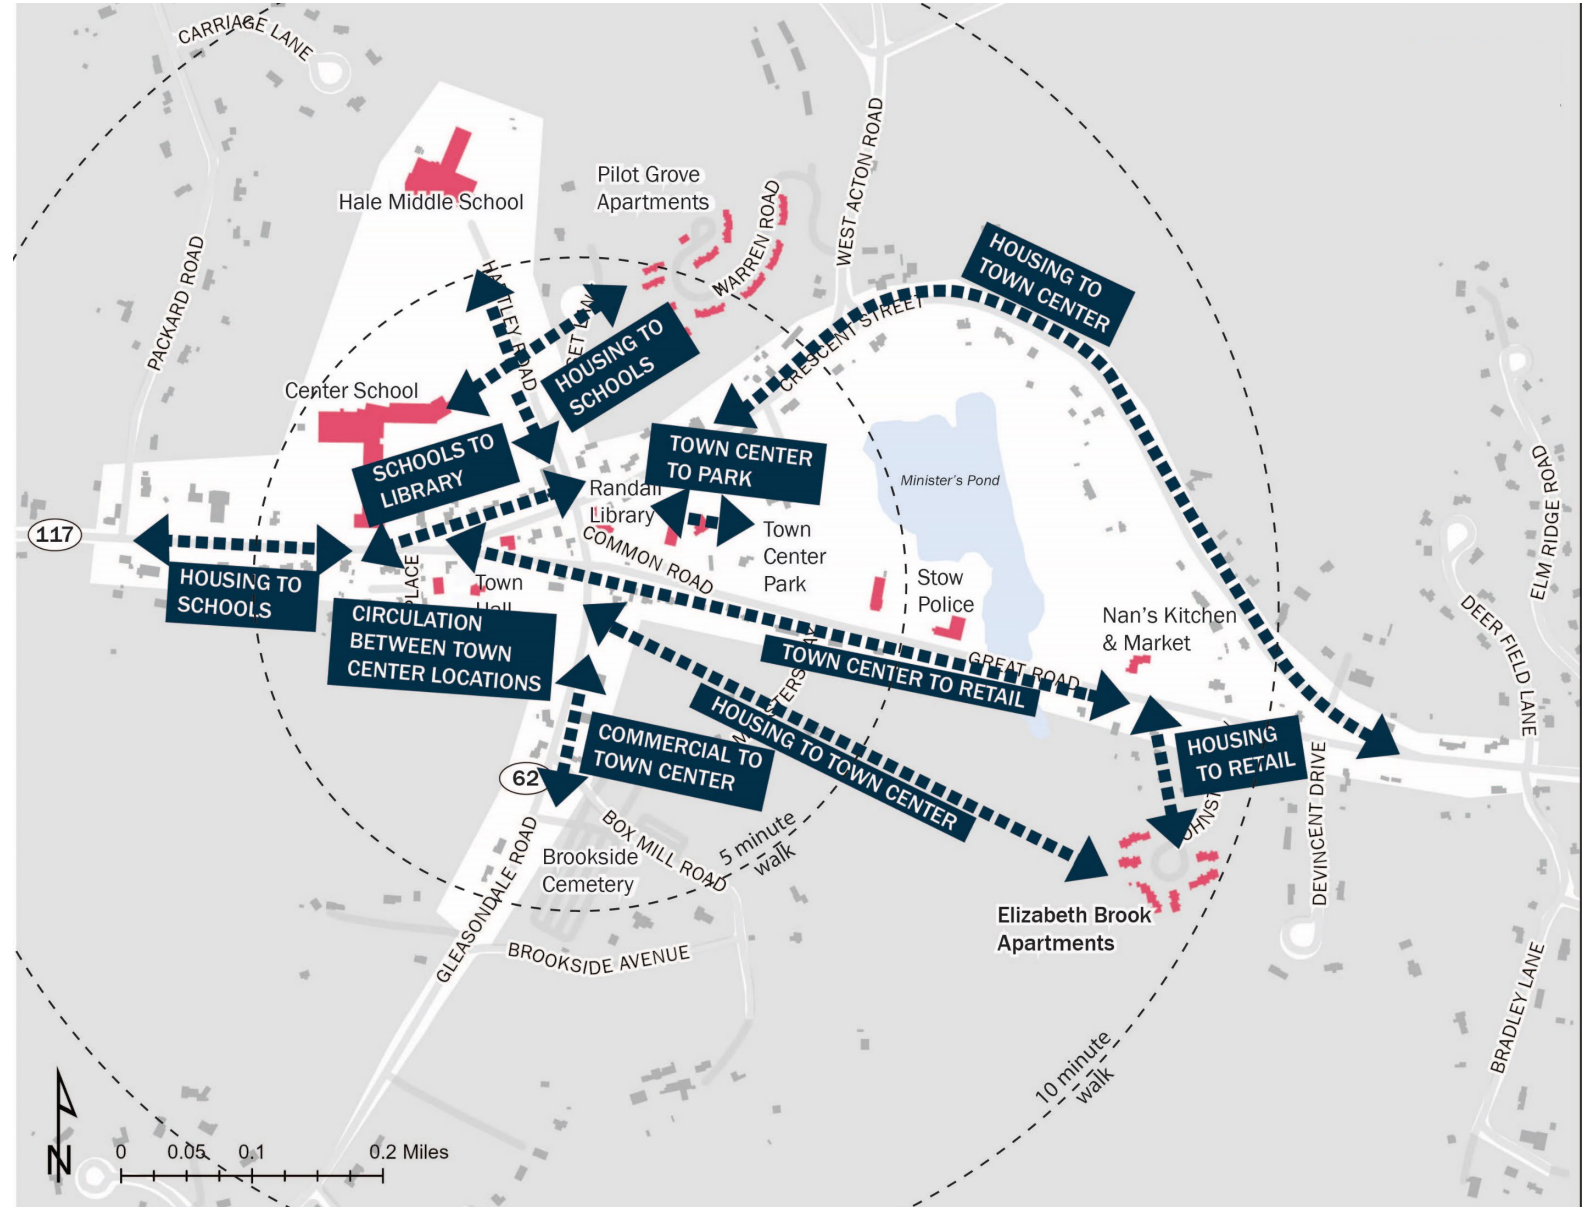 CARRIAGE LANE
Hale Middle School
Pilot Grove
Apartments
WARREN ROAD
WEST ACTON ROAD
PACKARD ROAD
HOUSING TO
TOWN CENTER
CRESCENT STREET
HOUSING TO
SCHOOLS
Center School
SCHOOLS TO
LIBRARY
TOWN CENTER
TO PARK
Minister's Pond
Randall
Library
Town
Center
Park
COMMON ROAD
117
HOUSING TO
SCHOOLS
PLACE
Town
CIRCULATION
BETWEEN TOWN
CENTER LOCATIONS
Stow
Police
Nan's Kitchen
& Market
ELM RIDGE ROAD
DEER FIELD LANE
GREAT ROAD
TOWN CENTER TO RETAIL
HOUSING TO TOWN CENTER
COMMERCIAL TO
TOWN CENTER
HOUSING
TO RETAIL
62
DEVINCENT DRIVE
BOX MILL ROAD
5 minute
walk
Brookside
Cemetery
GLEASONDALE ROAD
BROOKSIDE AVENUE
Elizabeth Brook
Apartments
BRADLEY LANE
10 minute
walk
N
0 0.05 0.1 0.2 Miles